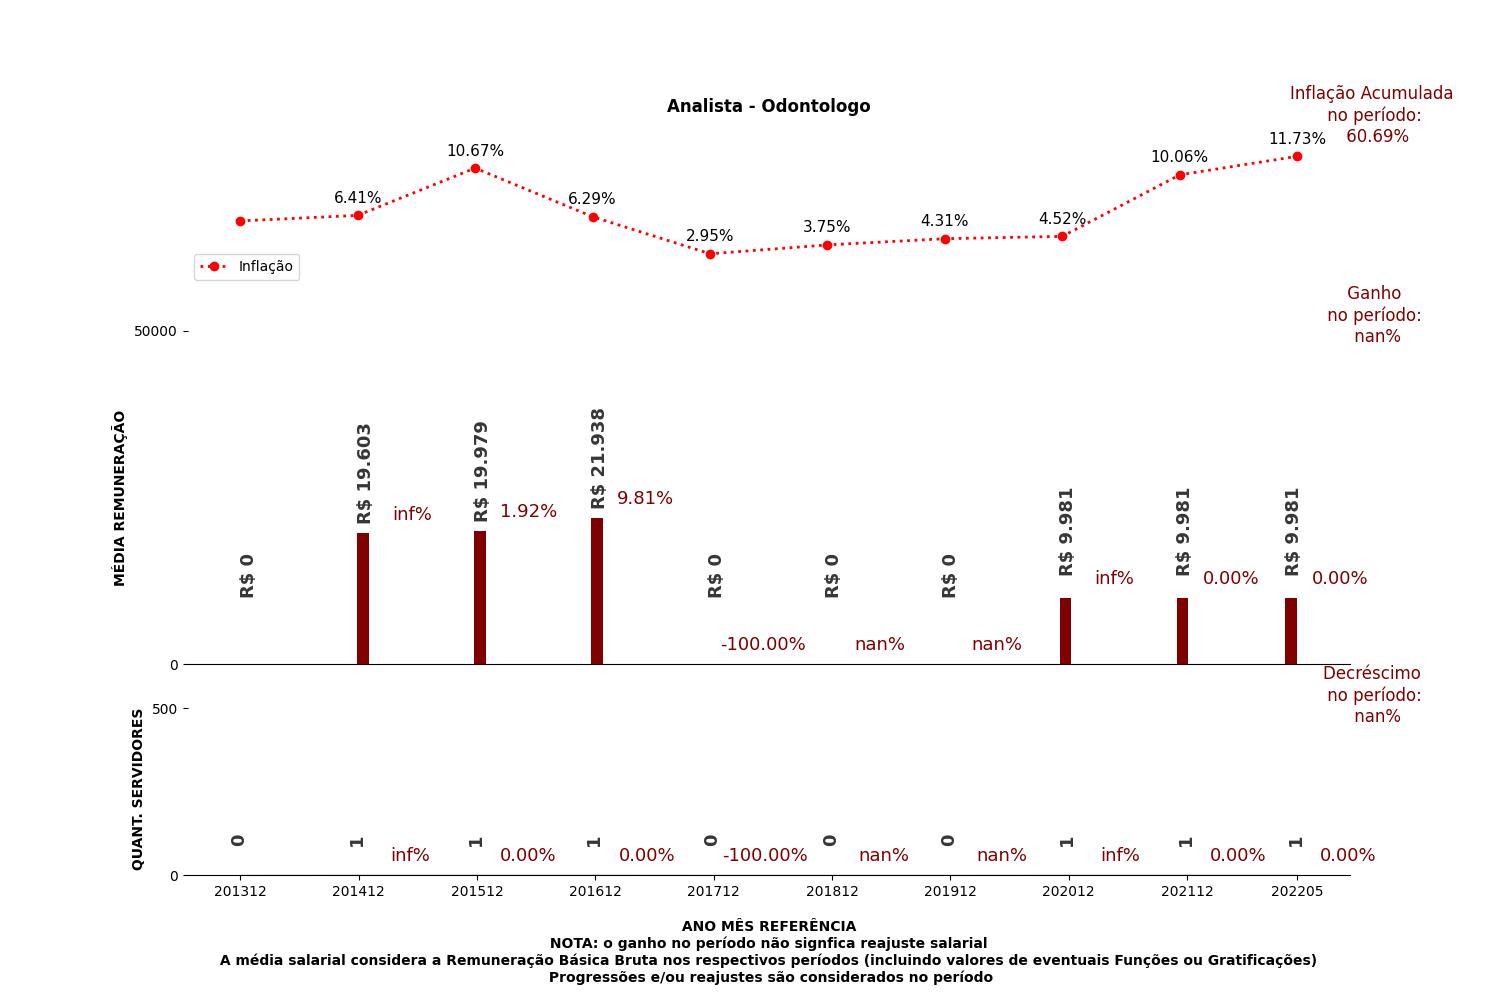 Analista - Odontologo
Inflação Acumulada
no período:
60.69%
6.41%
10.67%
6.29%
2.95%
3.75%
4.31%
4.52%
10.06%
11.73%
Inflação
Ganho
no período:
nan%
50000
0
MÉDIA REMUNERAÇÃO
R$ 0
R$ 19.603
R$ 19.979
R$ 21.938
R$ 0
R$ 0
R$ 0
R$ 9.981
R$ 9.981
R$ 9.981
inf%
1.92%
9.81%
-100.00%
nan%
nan%
inf%
0.00%
0.00%
Decréscimo
no período:
nan%
500
0
QUANT. SERVIDORES
0
1
1
1
0
0
0
1
1
1
inf%
0.00%
0.00%
-100.00%
nan%
nan%
inf%
0.00%
0.00%
201312
201412
201512
201612
201712
201812
201912
202012
202112
202205
ANO MÊS REFERÊNCIA
NOTA: o ganho no período não signfica reajuste salarial
A média salarial considera a Remuneração Básica Bruta nos respectivos períodos (incluindo valores de eventuais Funções ou Gratificações)
Progressões e/ou reajustes são considerados no período